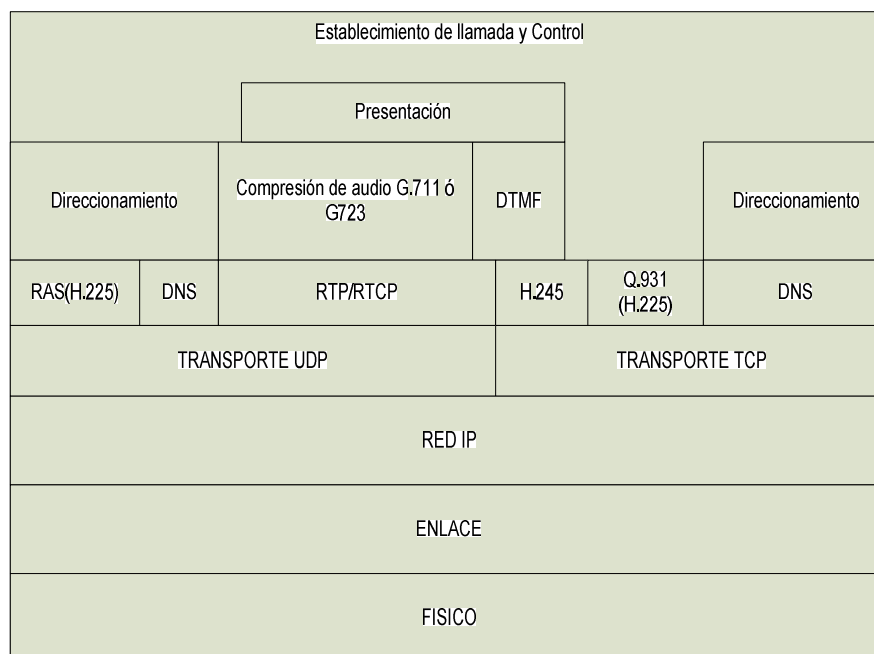 Establecimiento de llamada y Control
Presentación
Direccionamiento
Compresión de audio G.711 ó
G723
DTMF
Direccionamiento
RAS(H.225)
DNS
RTP/RTCP
H.245
Q.931
(H.225)
DNS
TRANSPORTE UDP
TRANSPORTE TCP
RED IP
ENLACE
FISICO